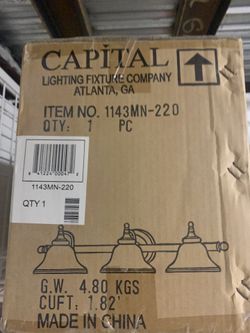 CAPITAL
LIGHTING FIXTURE COMPANY
ATLANTA, GA
ITEM NO. 1143MN-220
QTY: 1 PC
1143MN-220
QTY 1
G.W. 4.80 KGS
CUFT: 1.82'
MADE IN CHINA